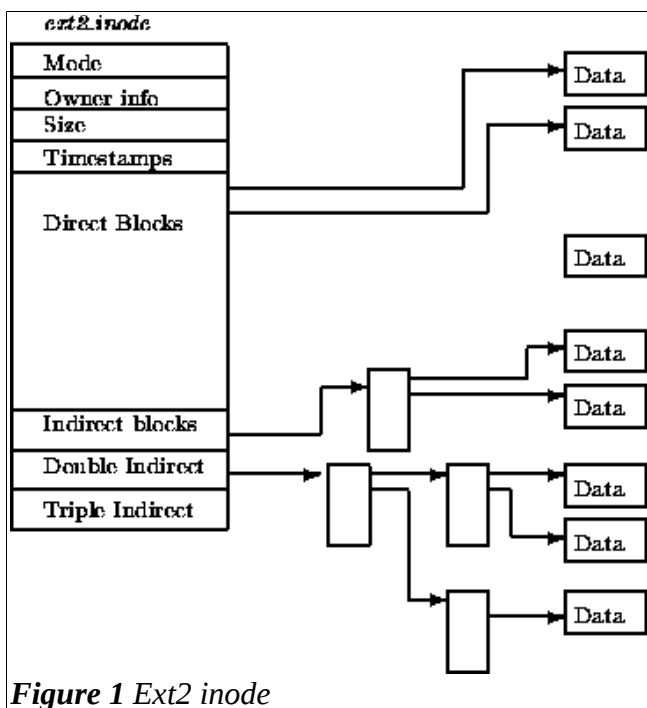 ext2_inode
Mode
Owner info
Size
Timestamps
Direct Blocks
Indirect blocks
Double Indirect
Triple Indirect
Data
Data
Data
Data
Data
Data
Data
Data
Figure 1 Ext2 inode